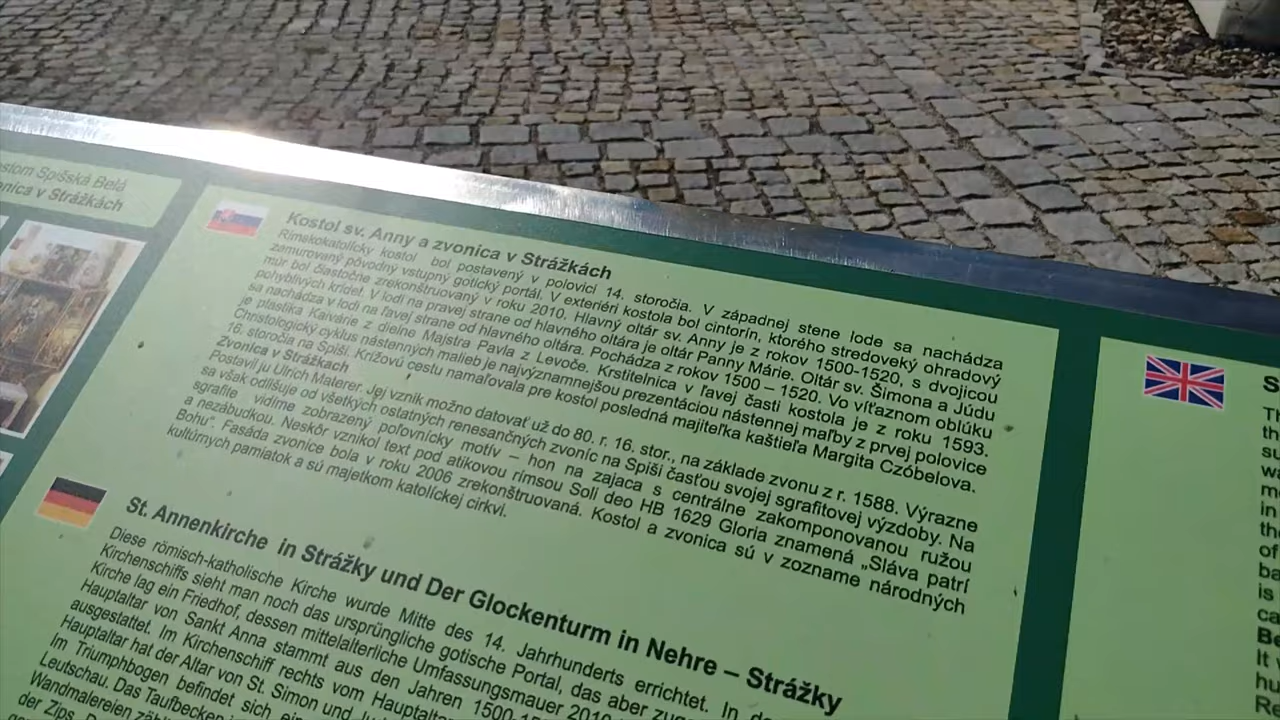 ostom Spišská Belá
onica v Strážkách
Kostol sv. Anny a zvonica v Strážkách
Rímskokatolícky kostol bol postavený v polovici 14. storočia. V západnej stene lode sa nachádza
zamurovaný pôvodný vstupný gotický portál. V exteriéri kostola bol cintorín, ktorého stredoveký ohradový
múr bol čiastočne zrekonštruovaný v roku 2010. Hlavný oltár sv. Anny je z rokov 1500-1520, s dvojicou
pohyblivých krídel. V lodi na pravej strane od hlavného oltára je oltár Panny Márie. Oltár sv. Šimona a Júdu
sa nachádza v lodi na ľavej strane od hlavného oltára. Pochádza z rokov 1500 – 1520. Vo víťaznom oblúku
je plastika Kalvárie z dielne Majstra Pavla z Levoče. Krstitelnica v ľavej časti kostola je z roku 1593.
Christologický cyklus nástenných malieb je najvýznamnejšou prezentáciou nástennej maľby z prvej polovice
16. storočia na Spiši. Krížovú cestu namaľovala pre kostol posledná majiteľka kaštieľa Margita Czóbelova.
Zvonica v Strážkach
Postavil ju Ulrich Materer. Jej vznik možno datovať už do 80. r. 16. stor., na základe zvonu z r. 1588. Výrazne
sa však odlišuje od všetkých ostatných renesančných zvoníc na Spiši časťou svojej sgrafitovej výzdoby. Na
sgrafite vidíme zobrazený poľovnícky motív – hon na zajaca s centrálne zakomponovanou ružou
a nezábudkou. Neskôr vznikol text pod atikovou rímsou Soli deo HB 1629 Gloria znamená „Sláva patrí
Bohu“. Fasáda zvonice bola v roku 2006 zrekonštruovaná. Kostol a zvonica sú v zozname národných
kultúrnych pamiatok a sú majetkom katolíckej cirkvi.
St. Annenkirche in Strážky und Der Glockenturm in Nehre – Strážky
Diese römisch-katholische Kirche wurde Mitte des 14. Jahrhunderts errichtet. In
Kirchenschiffs sieht man noch das ursprüngliche gotische Portal, das aber
Kirche lag ein Friedhof, dessen mittelalterliche Umfassungsmauer 2010
Hauptaltar von Sankt Anna stammt aus den Jahren
ausgestattet. Im Kirchenschiff rechts vom
Hauptaltar hat der Altar von St. Simon und
Im Triumphbogen befindet sich
Leutschau. Das Taufbecken
Wandmalereien
der Zips.